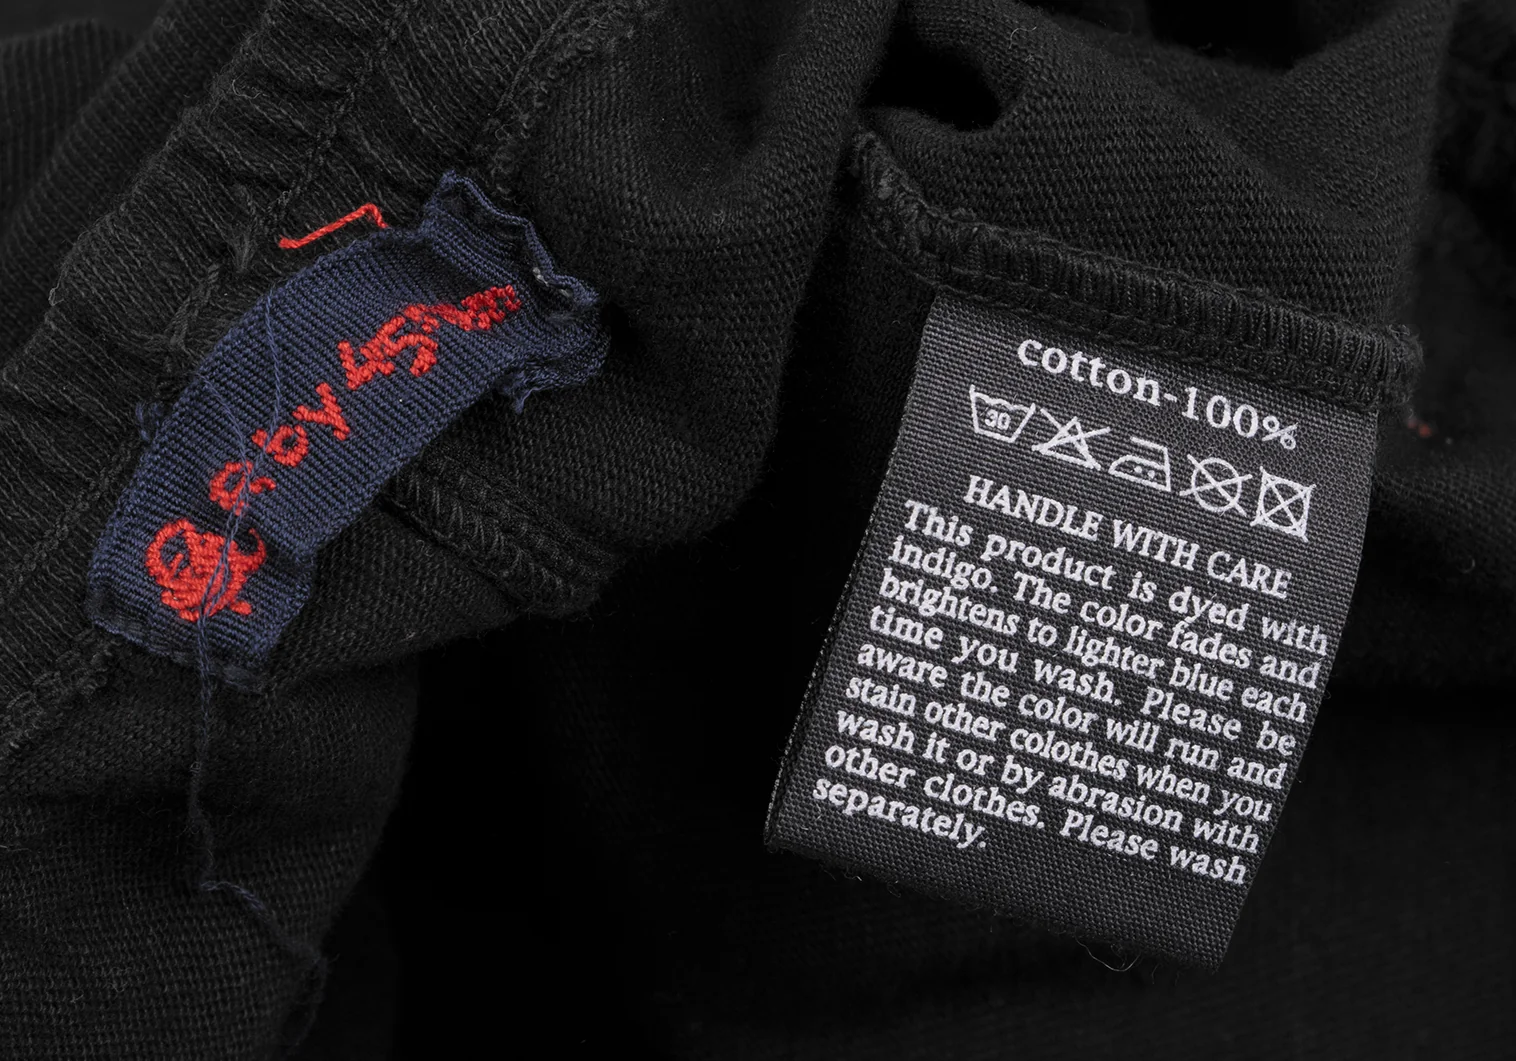 a by 45rpm
cotton-100%
30
HANDLE WITH CARE
This product is dyed with
indigo. The color fades and
brightens to lighter blue each
time you wash. Please be
aware the color will run and
stain other colothes when you
wash it or by abrasion with
other clothes. Please wash
separately.